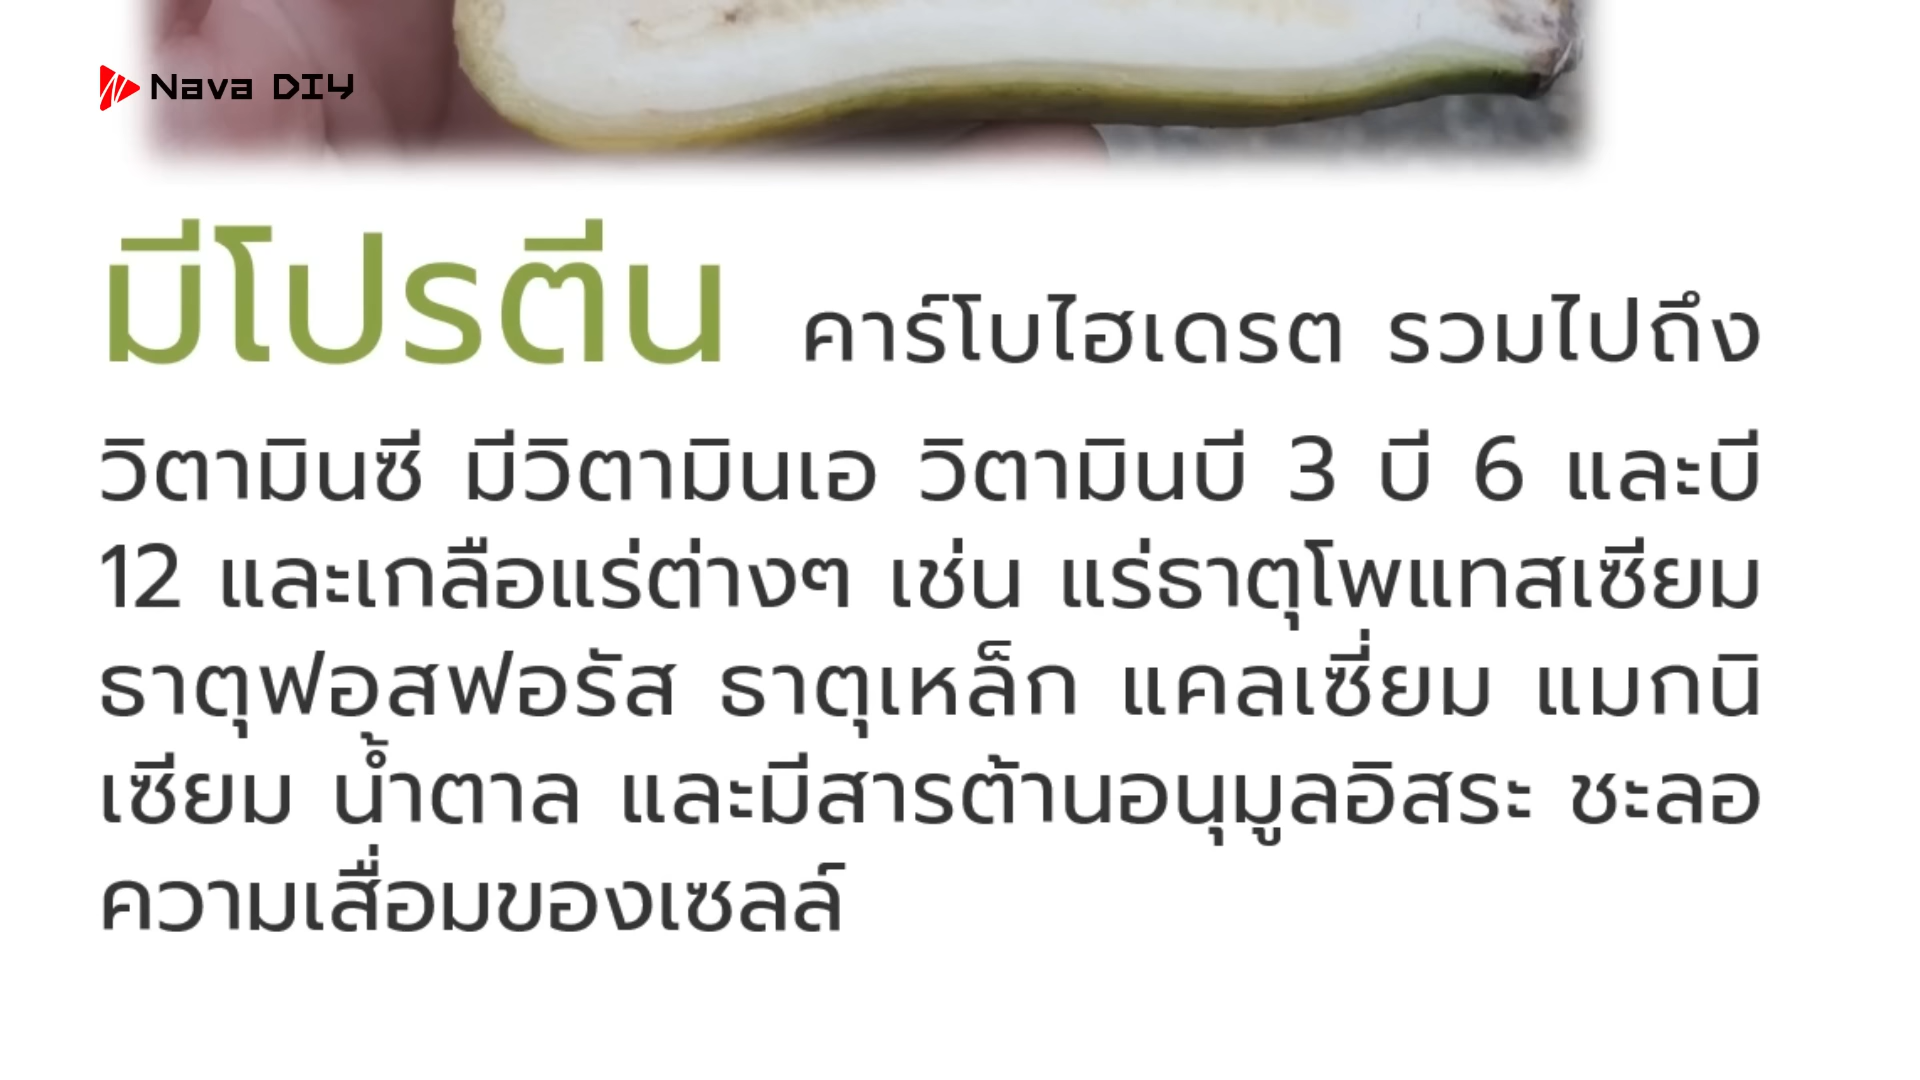 Nava DIY
มีโปรตีน คาร์โบไฮเดรต รวมไปถึง
วิตามินซี มีวิตามินเอ วิตามินบี 3 บี 6 และบี
12 และเกลือแร่ต่างๆ เช่น แร่ธาตุโพแทสเซียม
ธาตุฟอสฟอรัส ธาตุเหล็ก แคลเซี่ยม แมกนิ
เซียม น้ำตาล และมีสารต้านอนุมูลอิสระ ชะลอ
ความเสื่อมของเซลล์